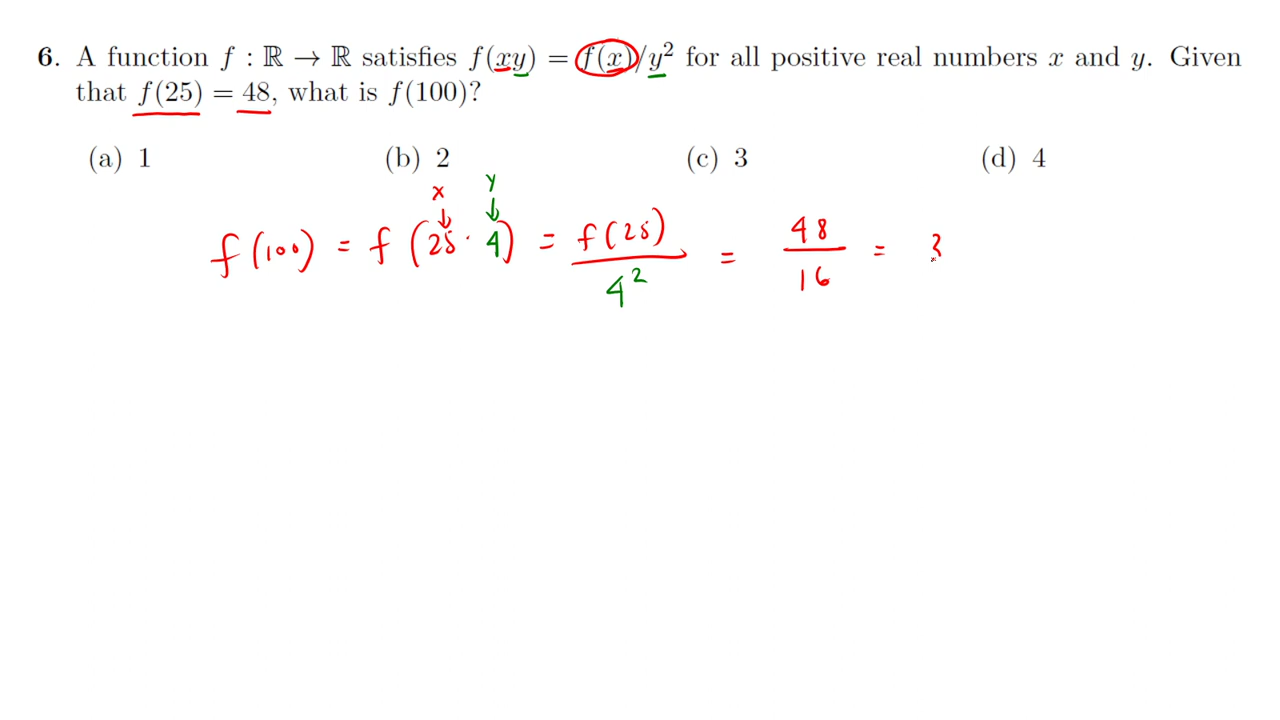 6. A function f : ℝ → ℝ satisfies f(xy) = f(x)/y² for all positive real numbers x and y. Given
that f(25) = 48, what is f(100)?
(a) 1 (b) 2 (c) 3 (d) 4
x y
f(100) = f(25 · 4) = f(25)/4² = 48/16 = 3